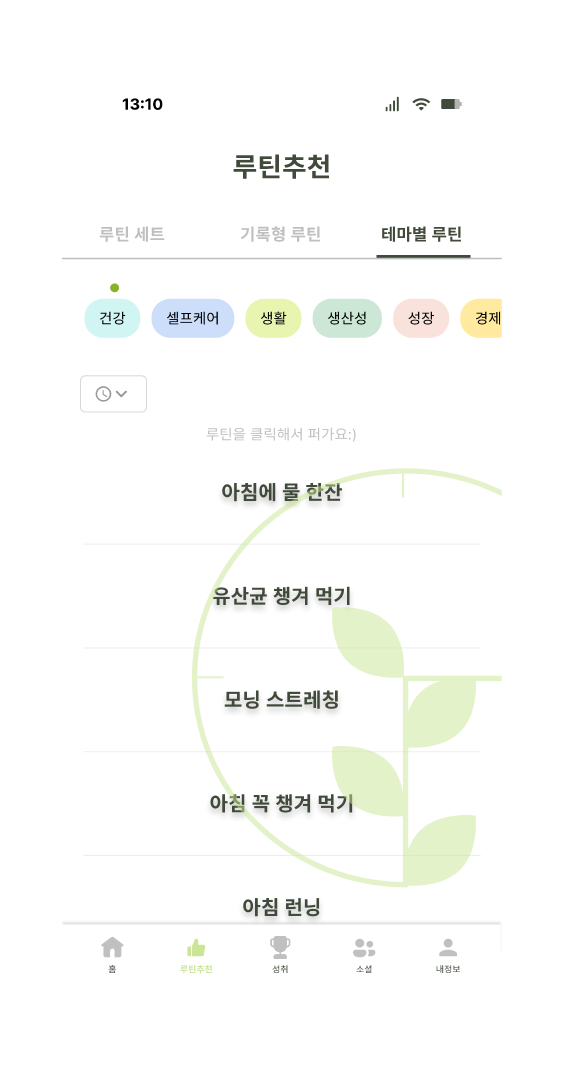 13:10
루틴추천
루틴 세트 기록형 루틴 테마별 루틴
건강 셀프케어 생활 생산성 성장 경제
루틴을 클릭해서 퍼가요:)
아침에 물 한잔
유산균 챙겨 먹기
모닝 스트레칭
아침 꼭 챙겨 먹기
아침 런닝
홈 루틴추천 성취 소셜 내정보